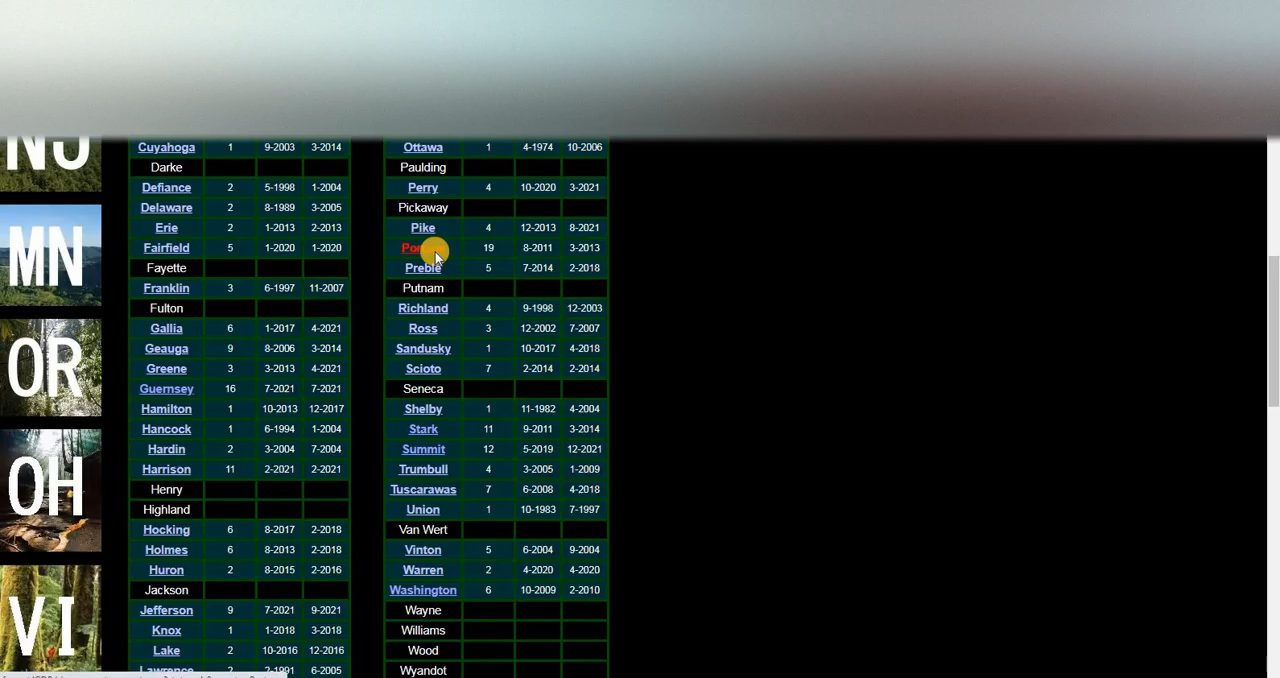 NJ
MN
OR
OH
VI
Cuyahoga 1 9-2003 3-2014
Darke
Defiance 2 5-1998 1-2004
Delaware 2 8-1989 3-2005
Erie 2 1-2013 2-2013
Fairfield 5 1-2020 1-2020
Fayette
Franklin 3 6-1997 11-2007
Fulton
Gallia 6 1-2017 4-2021
Geauga 9 8-2006 3-2014
Greene 3 3-2013 4-2021
Guernsey 16 7-2021 7-2021
Hamilton 1 10-2013 12-2017
Hancock 1 6-1994 1-2004
Hardin 2 3-2004 7-2004
Harrison 11 2-2021 2-2021
Henry
Highland
Hocking 6 8-2017 2-2018
Holmes 6 8-2013 2-2018
Huron 2 8-2015 2-2016
Jackson
Jefferson 9 7-2021 9-2021
Knox 1 1-2018 3-2018
Lake 2 10-2016 12-2016
Lawrence 2 2-1991 6-2005
Ottawa 1 4-1974 10-2006
Paulding
Perry 4 10-2020 3-2021
Pickaway
Pike 4 12-2013 8-2021
19 8-2011 3-2013
Preble 5 7-2014 2-2018
Putnam
Richland 4 9-1998 12-2003
Ross 3 12-2002 7-2007
Sandusky 1 10-2017 4-2018
Scioto 7 2-2014 2-2014
Seneca
Shelby 1 11-1982 4-2004
Stark 11 9-2011 3-2014
Summit 12 5-2019 12-2021
Trumbull 4 3-2005 1-2009
Tuscarawas 7 6-2008 4-2018
Union 1 10-1983 7-1997
Van Wert
Vinton 5 6-2004 9-2004
Warren 2 4-2020 4-2020
Washington 6 10-2009 2-2010
Wayne
Williams
Wood
Wyandot